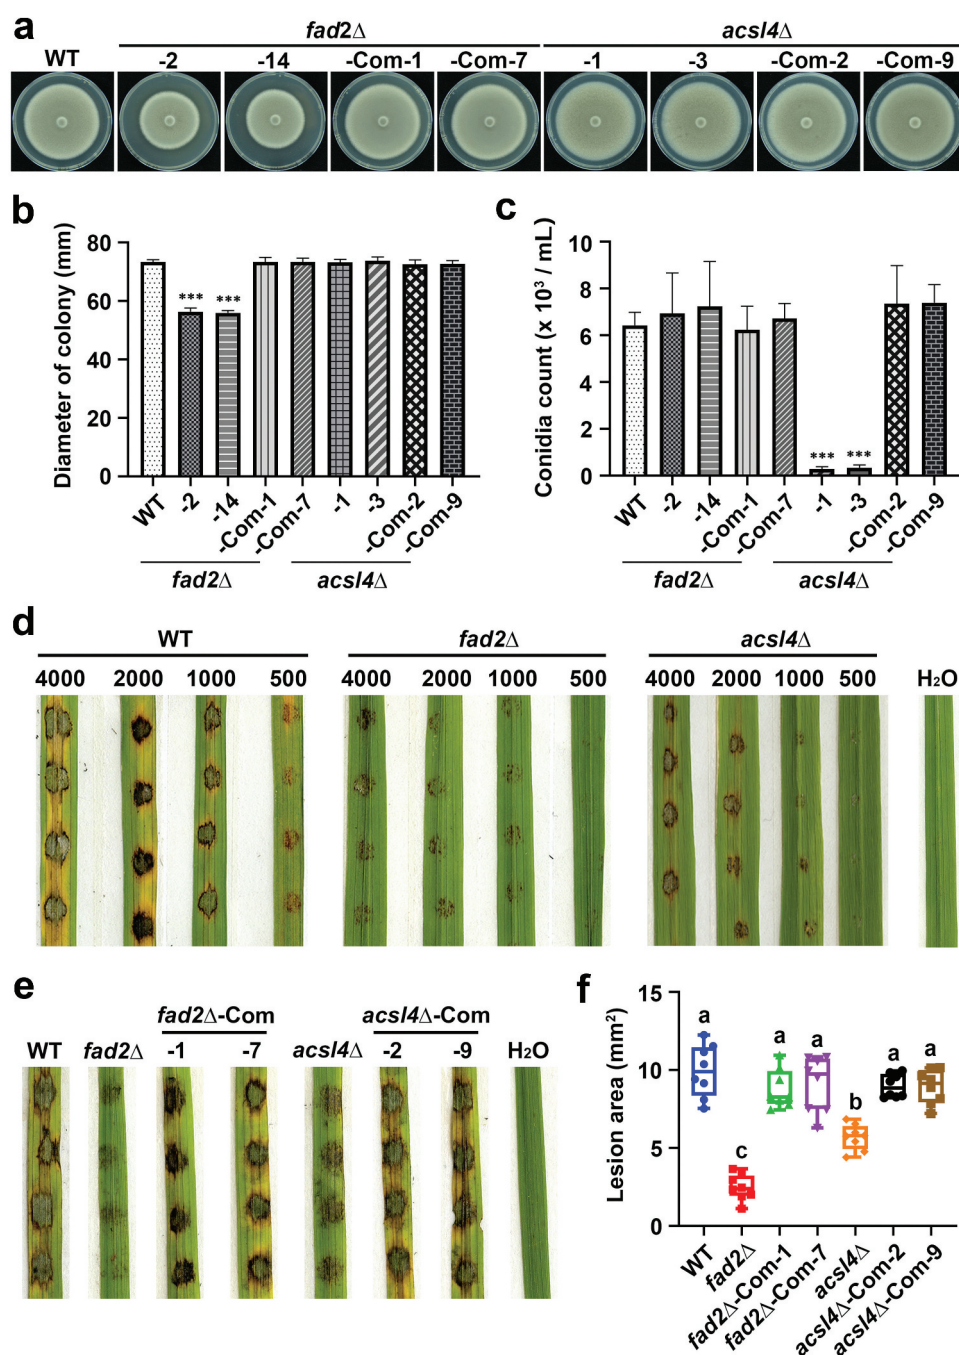 a
fad2Δ
acsl4Δ
WT -2 -14 -Com-1 -Com-7 -1 -3 -Com-2 -Com-9
b
Diameter of colony (mm)
80
60
40
20
0
*** ***
WT -2 -14 -Com-1 -Com-7 -1 -3 -Com-2 -Com-9
fad2Δ acsl4Δ
c
Conidia count (x 10³ / mL)
10
8
6
4
2
0
*** ***
WT -2 -14 -Com-1 -Com-7 -1 -3 -Com-2 -Com-9
fad2Δ acsl4Δ
d
WT fad2Δ acsl4Δ
4000 2000 1000 500 4000 2000 1000 500 4000 2000 1000 500 H₂O
e
fad2Δ-Com acsl4Δ-Com
WT fad2Δ -1 -7 acsl4Δ -2 -9 H₂O
f
Lesion area (mm²)
15
10
5
0
a c a a b a a
WT fad2Δ fad2Δ-Com-1 fad2Δ-Com-7 acsl4Δ acsl4Δ-Com-2 acsl4Δ-Com-9